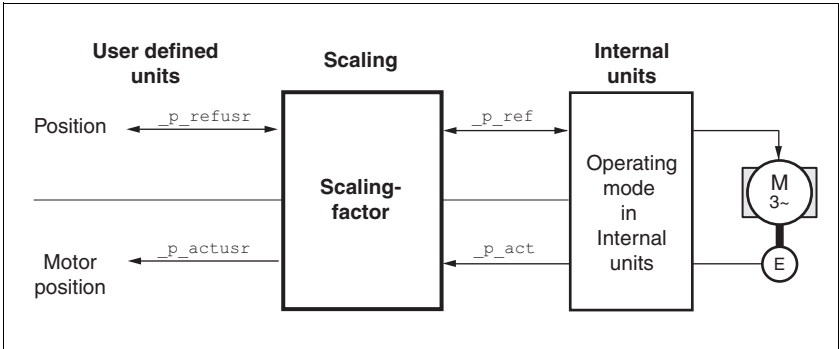 User defined
units
Scaling
Internal
units
Position
_p_refusr
_p_ref
Scaling-
factor
Operating
mode
in
Internal
units
M
3~
Motor
position
_p_actusr
_p_act
E